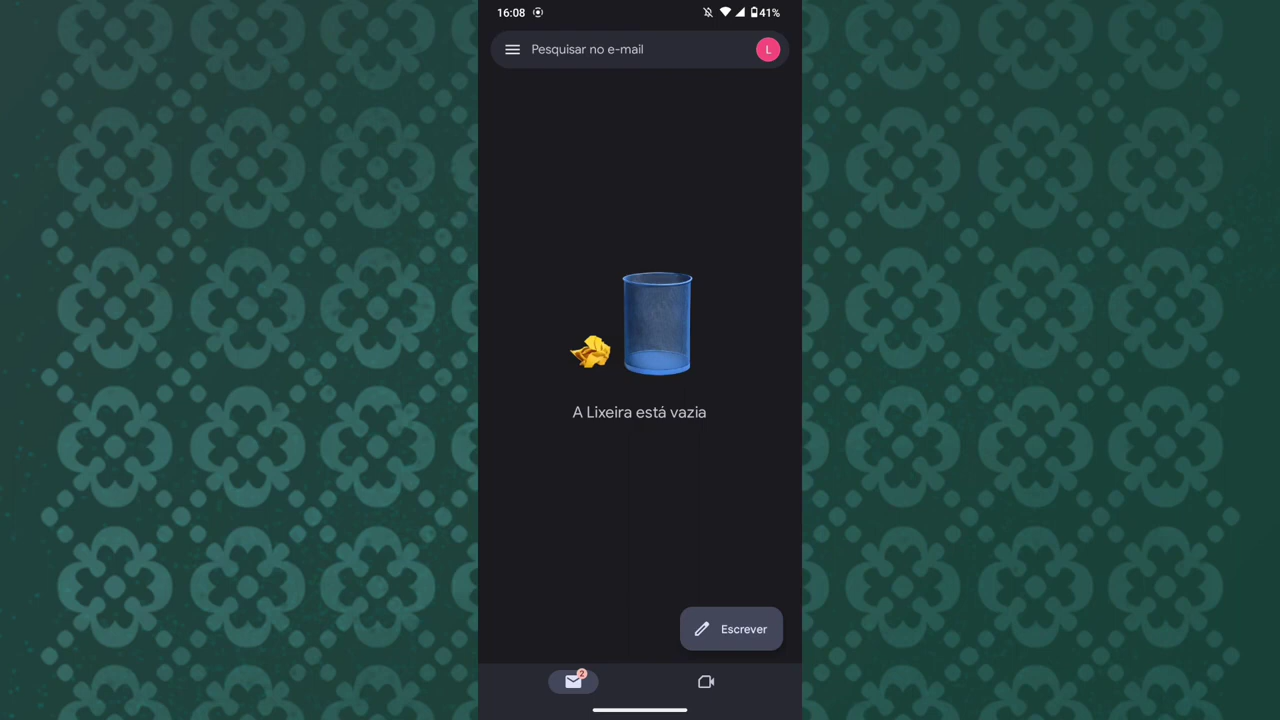 16:08
41%
Pesquisar no e-mail
L
A Lixeira está vazia
Escrever
2